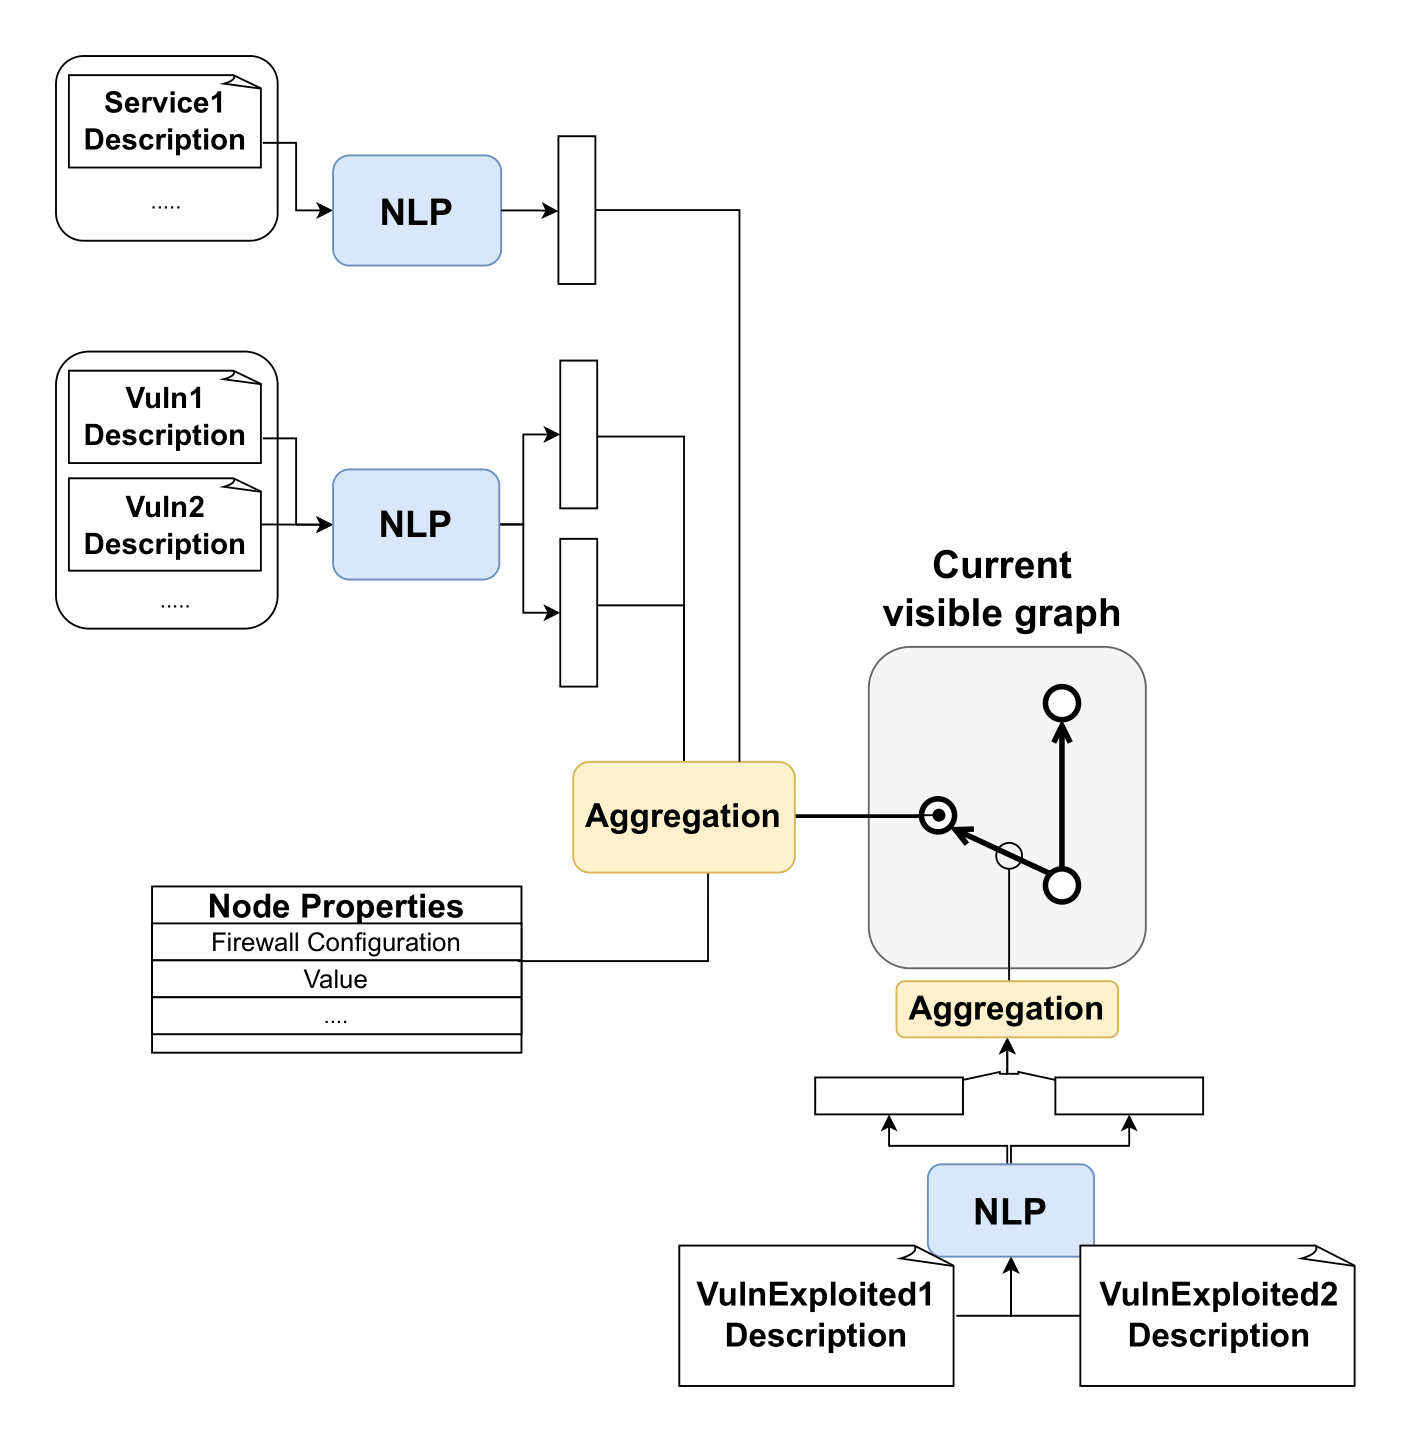 Service1
Description
.....
NLP
Vuln1
Description
Vuln2
Description
.....
NLP
Current
visible graph
Aggregation
Node Properties
Firewall Configuration
Value
....
Aggregation
NLP
VulnExploited1
Description
VulnExploited2
Description